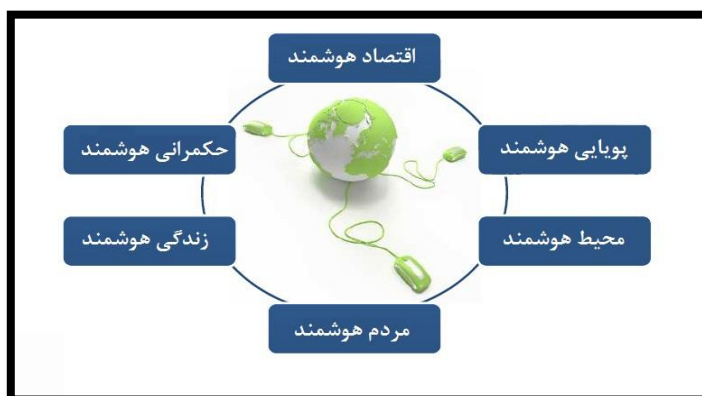 اقتصاد هوشمند
پویایی هوشمند
حکمرانی هوشمند
محیط هوشمند
زندگی هوشمند
مردم هوشمند